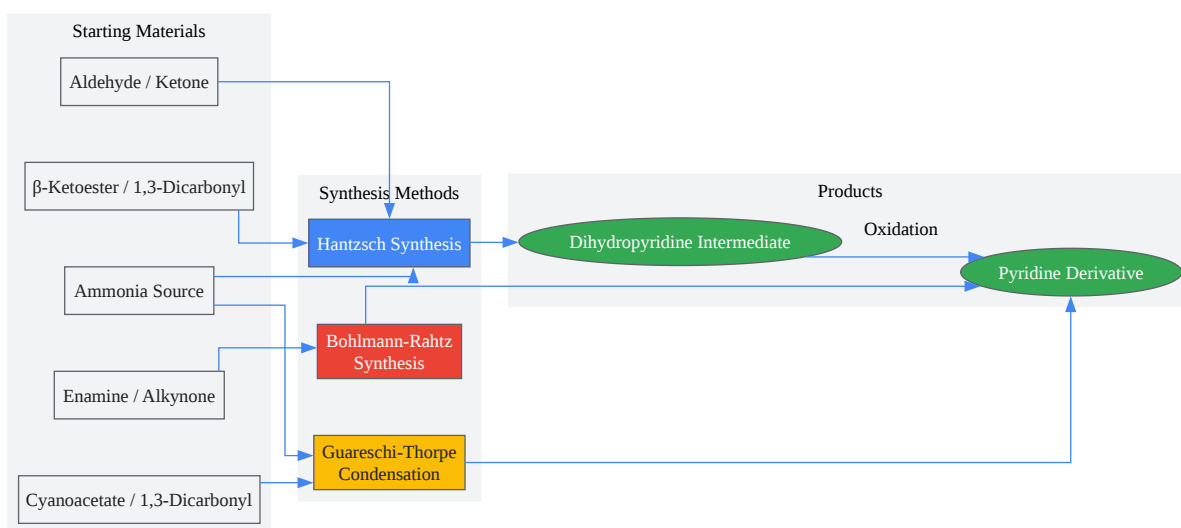 Starting Materials
Aldehyde / Ketone
β-Ketoester / 1,3-Dicarbonyl
Ammonia Source
Enamine / Alkynone
Cyanoacetate / 1,3-Dicarbonyl
Synthesis Methods
Hantzsch Synthesis
Bohlmann-Rahtz
Synthesis
Guareschi-Thorpe
Condensation
Products
Dihydropyridine Intermediate
Oxidation
Pyridine Derivative